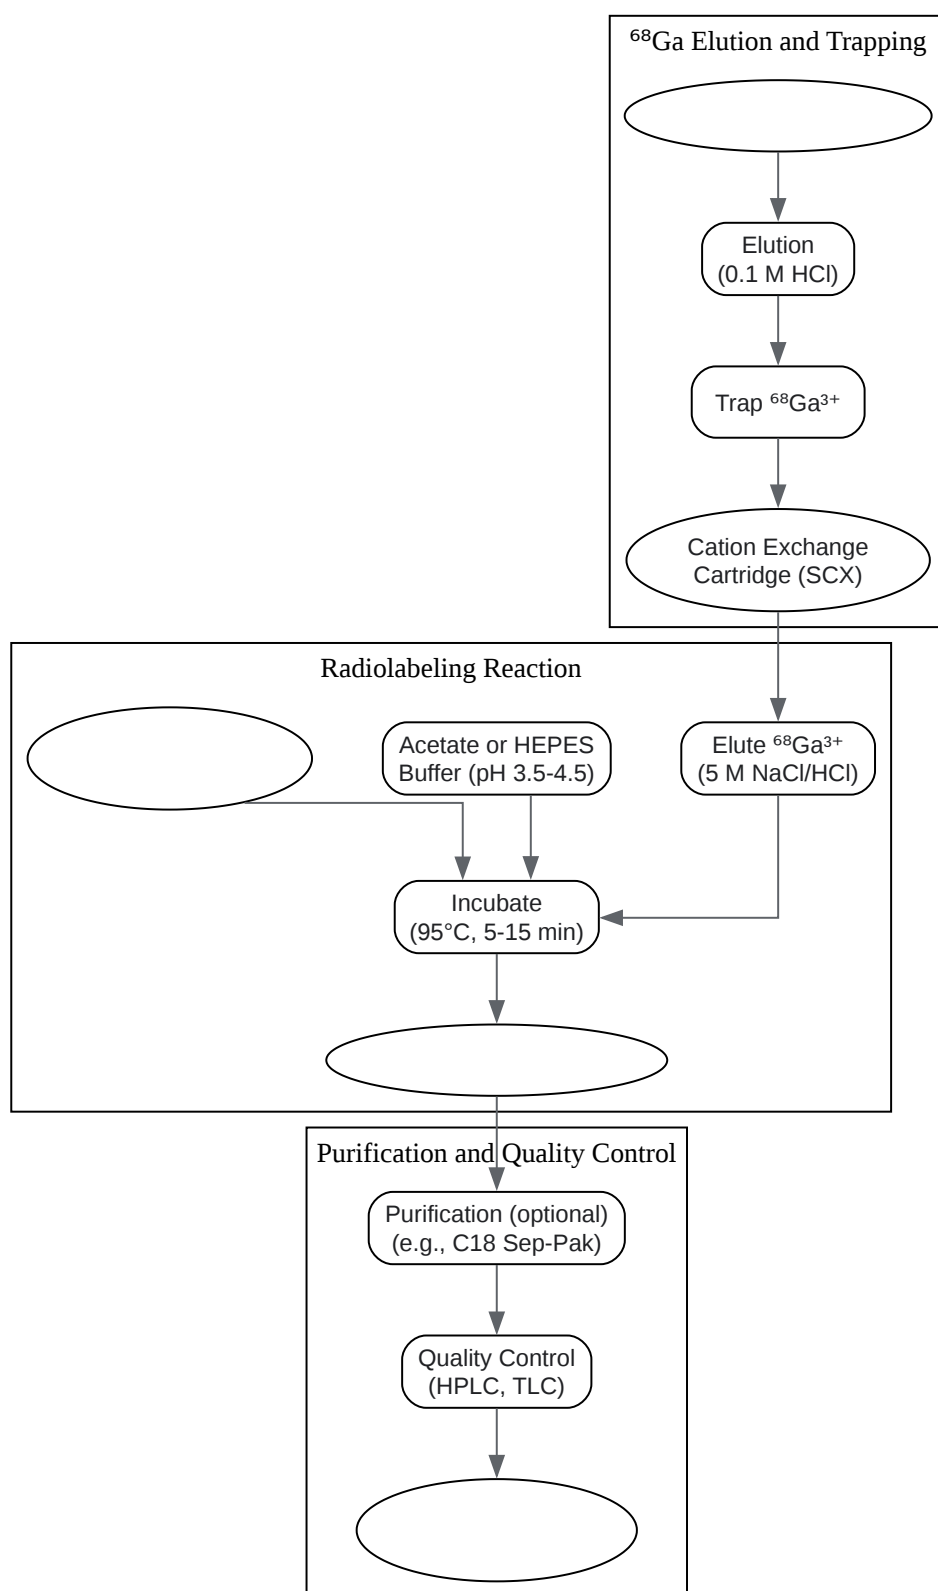 ⁶⁸Ga Elution and Trapping
Elution
(0.1 M HCl)
Trap ⁶⁸Ga³⁺
Cation Exchange
Cartridge (SCX)
Radiolabeling Reaction
Acetate or HEPES
Buffer (pH 3.5-4.5)
Elute ⁶⁸Ga³⁺
(5 M NaCl/HCl)
Incubate
(95°C, 5-15 min)
Purification and Quality Control
Purification (optional)
(e.g., C18 Sep-Pak)
Quality Control
(HPLC, TLC)